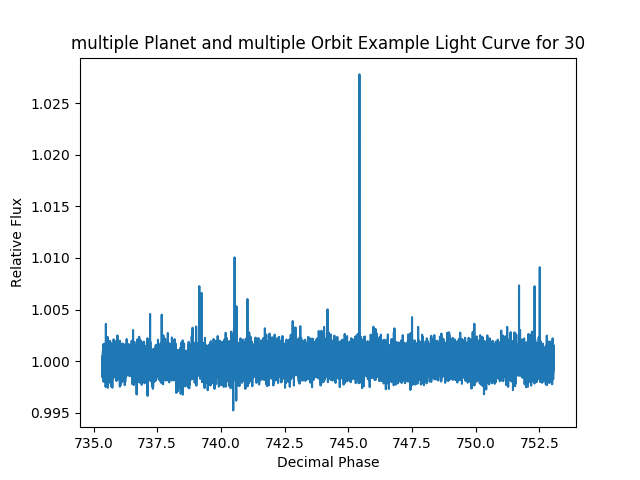 multiple Planet and multiple Orbit Example Light Curve for 30
1.025
1.020
1.015
1.010
1.005
1.000
0.995
Relative Flux
735.0 737.5 740.0 742.5 745.0 747.5 750.0 752.5
Decimal Phase